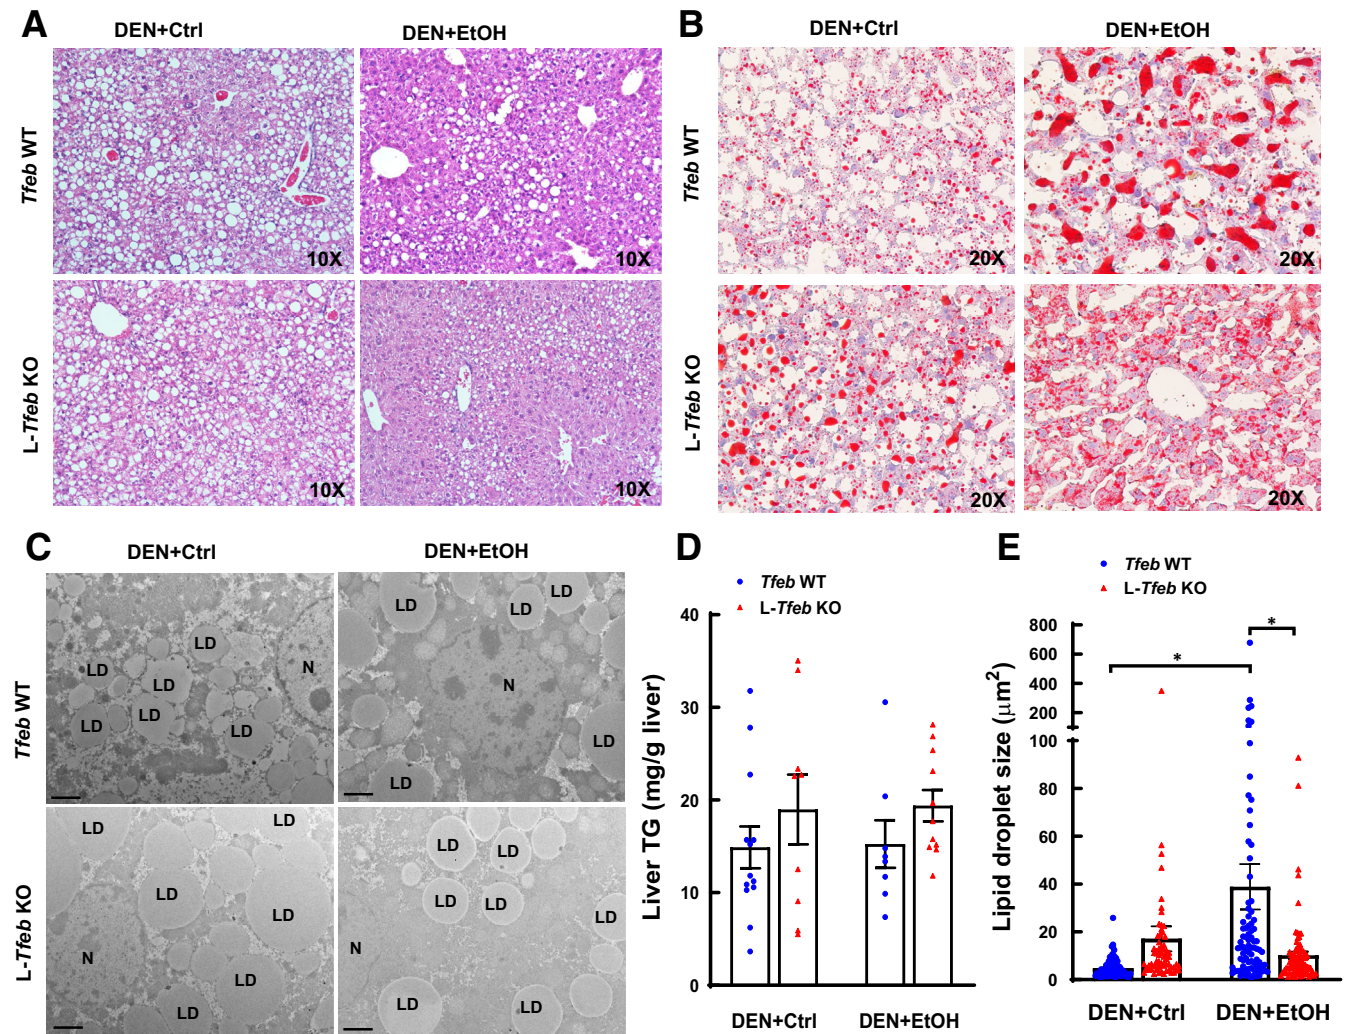 A
DEN+Ctrl
DEN+EtOH
Tfeb WT
10X
10X
L-Tfeb KO
10X
10X
B
DEN+Ctrl
DEN+EtOH
Tfeb WT
20X
20X
L-Tfeb KO
20X
20X
C
DEN+Ctrl
DEN+EtOH
Tfeb WT
LD
LD
LD
LD
LD
LD
N
LD
LD
LD
N
LD
LD
L-Tfeb KO
LD
LD
LD
LD
N
LD
LD
LD
LD
LD
LD
LD
N
LD
LD
D
Tfeb WT
L-Tfeb KO
Liver TG (mg/g liver)
40
30
20
10
0
DEN+Ctrl
DEN+EtOH
E
Tfeb WT
L-Tfeb KO
Lipid droplet size (μm2)
800
600
400
200
100
80
60
40
20
0
*
*
DEN+Ctrl
DEN+EtOH